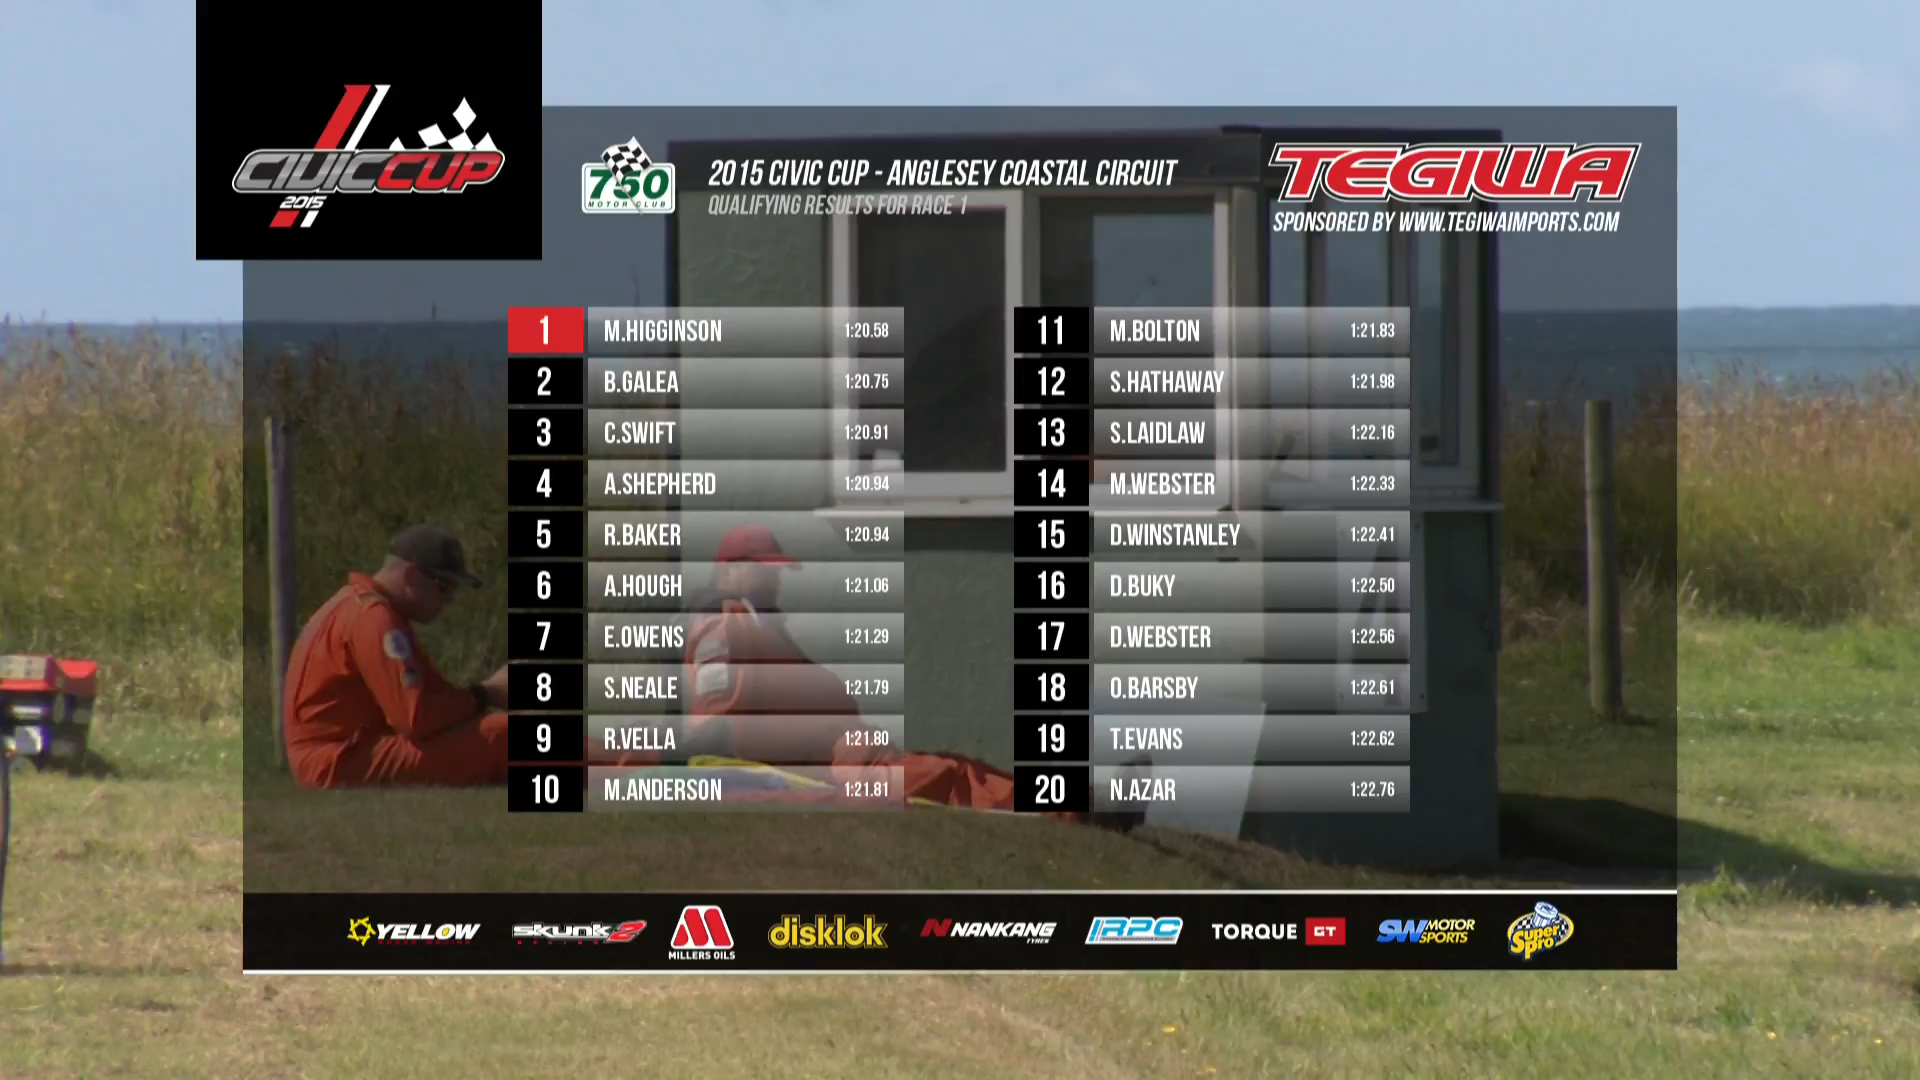 CIVICCUP
2015
750
MOTOR CLUB
2015 CIVIC CUP - ANGLESEY COASTAL CIRCUIT
QUALIFYING RESULTS FOR RACE 1
TEGIWA
SPONSORED BY WWW.TEGIWAIMPORTS.COM
1 M.HIGGINSON 1:20.58
2 B.GALEA 1:20.75
3 C.SWIFT 1:20.91
4 A.SHEPHERD 1:20.94
5 R.BAKER 1:20.94
6 A.HOUGH 1:21.06
7 E.OWENS 1:21.29
8 S.NEALE 1:21.79
9 R.VELLA 1:21.80
10 M.ANDERSON 1:21.81
11 M.BOLTON 1:21.83
12 S.HATHAWAY 1:21.98
13 S.LAIDLAW 1:22.16
14 M.WEBSTER 1:22.33
15 D.WINSTANLEY 1:22.41
16 D.BUKY 1:22.50
17 D.WEBSTER 1:22.56
18 O.BARSBY 1:22.61
19 T.EVANS 1:22.62
20 N.AZAR 1:22.76
YELLOW
SKUNK2
RACING
MILLERS OILS
disklok
NANKANG
TYRES
RPC
TORQUE GT
SW MOTOR
SPORTS
Super
Pro